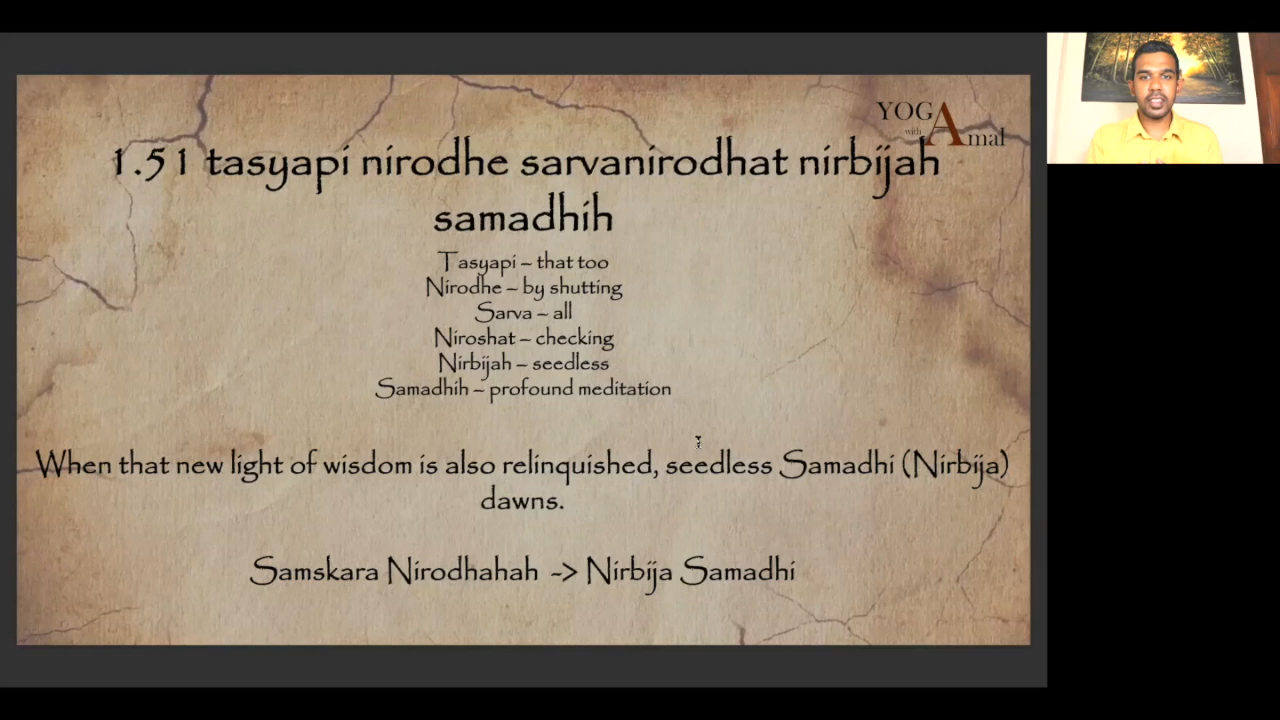 YOGA
with Amal
1.51 tasyapi nirodhe sarvanirodhat nirbijah
samadhih
Tasyapi – that too
Nirodhe – by shutting
Sarva – all
Niroshat – checking
Nirbijah – seedless
Samadhih – profound meditation
When that new light of wisdom is also relinquished, seedless Samadhi (Nirbija)
dawns.
Samskara Nirodhahah -> Nirbija Samadhi